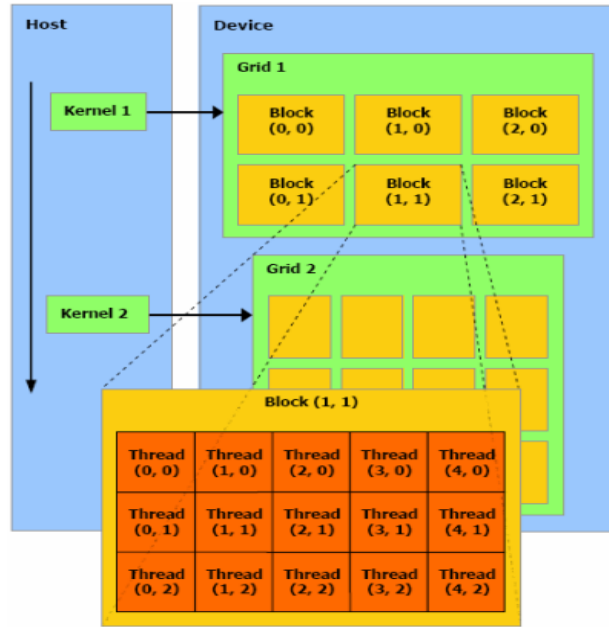 Host
Device
Grid 1
Kernel 1
Block Block Block
(0, 0) (1, 0) (2, 0)
Block Block Block
(0, 1) (1, 1) (2, 1)
Grid 2
Kernel 2
Block (1, 1)
Thread Thread Thread Thread Thread
(0, 0) (1, 0) (2, 0) (3, 0) (4, 0)
Thread Thread Thread Thread Thread
(0, 1) (1, 1) (2, 1) (3, 1) (4, 1)
Thread Thread Thread Thread Thread
(0, 2) (1, 2) (2, 2) (3, 2) (4, 2)